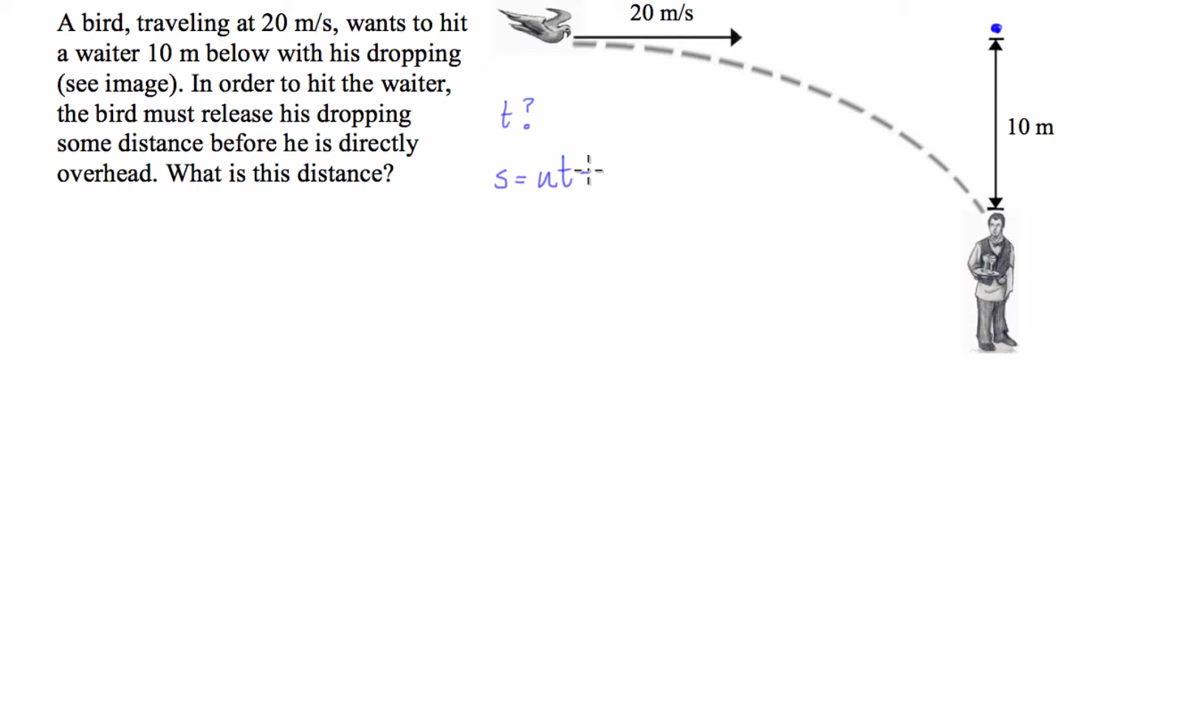 A bird, traveling at 20 m/s, wants to hit
a waiter 10 m below with his dropping
(see image). In order to hit the waiter,
the bird must release his dropping
some distance before he is directly
overhead. What is this distance?
20 m/s
10 m
t?
s = ut